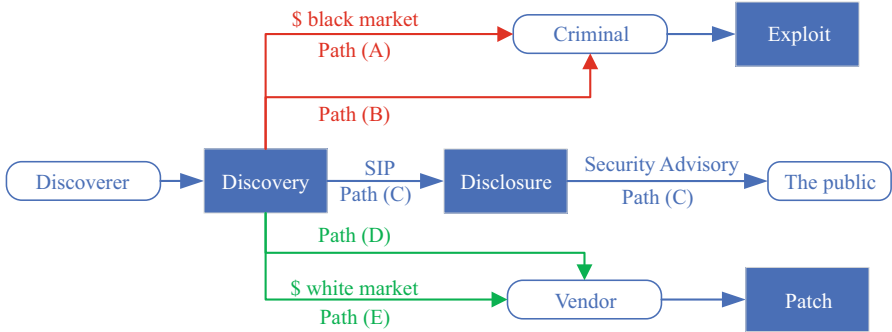 $ black market
Path (A)
Criminal
Exploit
Path (B)
Discoverer
Discovery
SIP
Path (C)
Disclosure
Security Advisory
Path (C)
The public
Path (D)
$ white market
Path (E)
Vendor
Patch